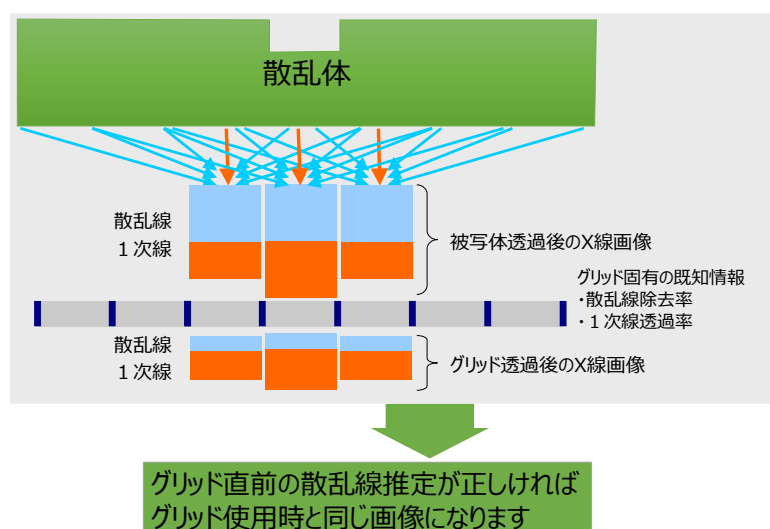 散乱体
散乱線
1次線
被写体透過後のX線画像
グリッド固有の既知情報
・散乱線除去率
・1次線透過率
散乱線
1次線
グリッド透過後のX線画像
グリッド直前の散乱線推定が正しければ
グリッド使用時と同じ画像になります